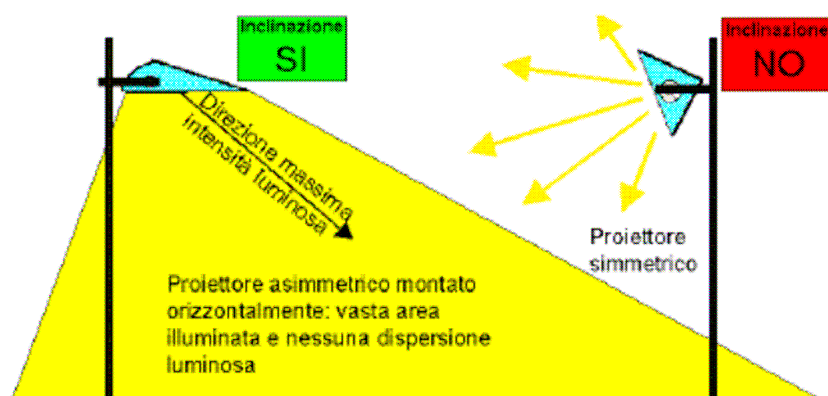 Inclinazione
SI
Inclinazione
NO
Direzione massima
intensità luminosa
Proiettore
simmetrico
Proiettore asimmetrico montato
orizzontalmente: vasta area
illuminata e nessuna dispersione
luminosa